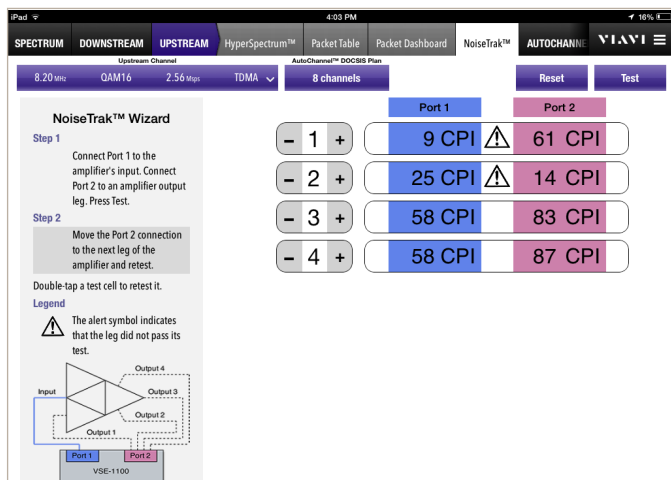 iPad
4:03 PM
16%
SPECTRUM DOWNSTREAM UPSTREAM HyperSpectrum™ Packet Table Packet Dashboard NoiseTrak™ AUTOCHANNE VIAVI
Upstream Channel
AutoChannel™ DOCSIS Plan
8.20 MHz QAM16 2.56 Msps TDMA 8 channels Reset Test
NoiseTrak™ Wizard
Step 1
Connect Port 1 to the
amplifier's input. Connect
Port 2 to an amplifier output
leg. Press Test.
Step 2
Move the Port 2 connection
to the next leg of the
amplifier and retest.
Double-tap a test cell to retest it.
Legend
The alert symbol indicates
that the leg did not pass its
test.
Output 4
Input
Output 3
Output 2
Output 1
Port 1 Port 2
VSE-1100
Port 1 Port 2
- 1 + 9 CPI 61 CPI
- 2 + 25 CPI 14 CPI
- 3 + 58 CPI 83 CPI
- 4 + 58 CPI 87 CPI